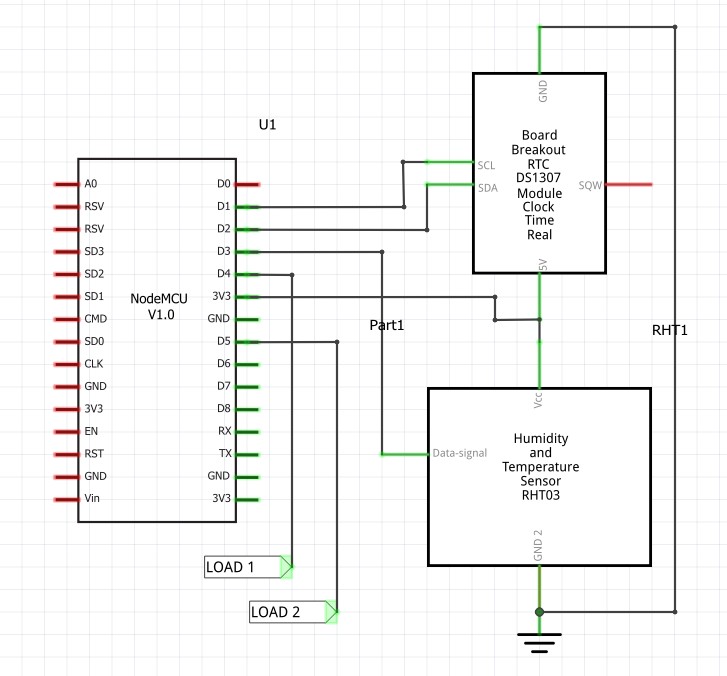 U1
A0
RSV
RSV
SD3
SD2
SD1
CMD
SD0
CLK
GND
3V3
EN
RST
GND
Vin
NodeMCU
V1.0
D0
D1
D2
D3
D4
3V3
GND
D5
D6
D7
D8
RX
TX
GND
3V3
LOAD 1
LOAD 2
Part1
GND
SCL
SDA
SQW
5V
Board
Breakout
RTC
DS1307
Module
Clock
Time
Real
RHT1
Vcc
Data-signal
Humidity
and
Temperature
Sensor
RHT03
GND 2